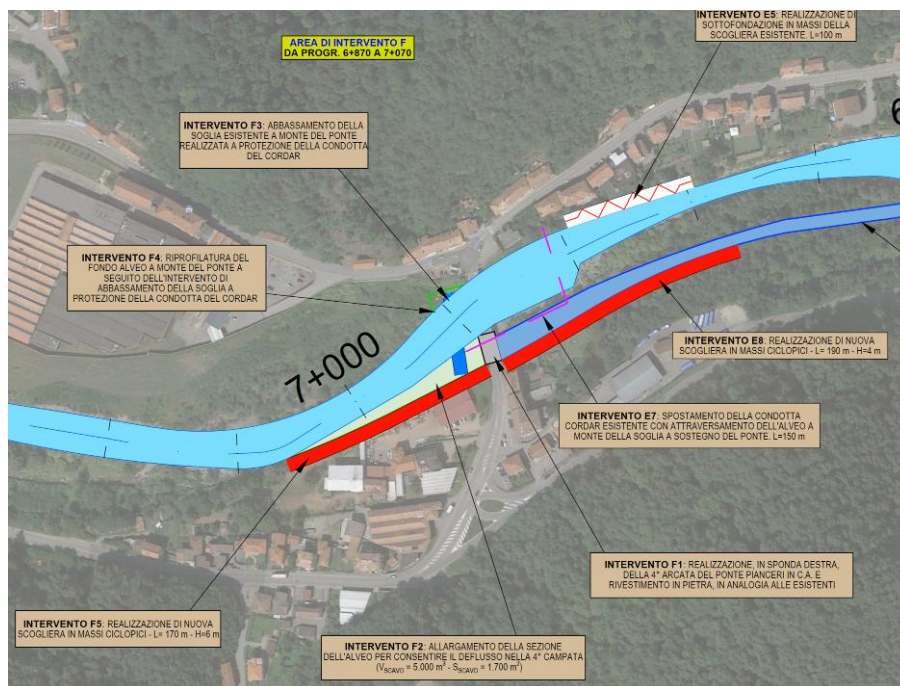 INTERVENTO E5: REALIZZAZIONE DI
SOTTOFONDAZIONE IN MASSI DELLA
SCOGLIERA ESISTENTE, L=100 m
AREA DI INTERVENTO F
DA PROGR. 6+870 A 7+070
6
INTERVENTO F3: ABBASSAMENTO DELLA
SOGLIA ESISTENTE A MONTE DEL PONTE
REALIZZATA A PROTEZIONE DELLA CONDOTTA
DEL CORDAR
INTERVENTO F4: RIPROFILATURA DEL
FONDO ALVEO A MONTE DEL PONTE A
SEGUITO DELL'INTERVENTO DI
ABBASSAMENTO DELLA SOGLIA A
PROTEZIONE DELLA CONDOTTA DEL CORDAR
7+000
INTERVENTO E8: REALIZZAZIONE DI NUOVA
SCOGLIERA IN MASSI CICLOPICI - L= 190 m - H=4 m
INTERVENTO E7: SPOSTAMENTO DELLA CONDOTTA
CORDAR ESISTENTE CON ATTRAVERSAMENTO DELL'ALVEO A
MONTE DELLA SOGLIA A SOSTEGNO DEL PONTE. L=150 m
INTERVENTO F1: REALIZZAZIONE, IN SPONDA DESTRA,
DELLA 4° ARCATA DEL PONTE PIANCERI IN C.A. E
RIVESTIMENTO IN PIETRA, IN ANALOGIA ALLE ESISTENTI
INTERVENTO F5: REALIZZAZIONE DI NUOVA
SCOGLIERA IN MASSI CICLOPICI - L= 170 m - H=6 m
INTERVENTO F2: ALLARGAMENTO DELLA SEZIONE
DELL'ALVEO PER CONSENTIRE IL DEFLUSSO NELLA 4° CAMPATA
(VSCAVO = 5.000 m³ - SSCAVO = 1.700 m²)